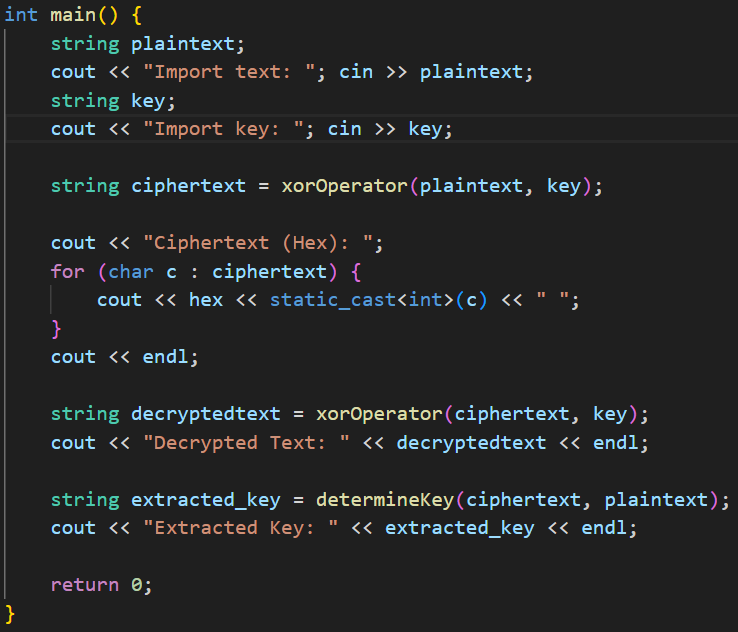 int main() {
    string plaintext;
    cout << "Import text: "; cin >> plaintext;
    string key;
    cout << "Import key: "; cin >> key;

    string ciphertext = xorOperator(plaintext, key);

    cout << "Ciphertext (Hex): ";
    for (char c : ciphertext) {
        cout << hex << static_cast<int>(c) << " ";
    }
    cout << endl;

    string decryptedtext = xorOperator(ciphertext, key);
    cout << "Decrypted Text: " << decryptedtext << endl;

    string extracted_key = determineKey(ciphertext, plaintext);
    cout << "Extracted Key: " << extracted_key << endl;

    return 0;
}